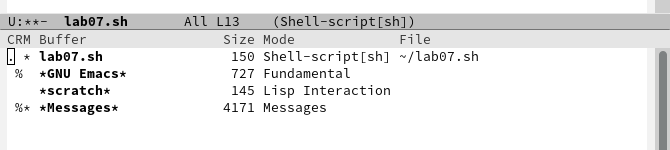 U:**-  lab07.sh       All L13    (Shell-script[sh])
CRM Buffer                Size Mode             File
. * lab07.sh               150 Shell-script[sh] ~/lab07.sh
 %  *GNU Emacs*            727 Fundamental
    *scratch*              145 Lisp Interaction
 %* *Messages*            4171 Messages